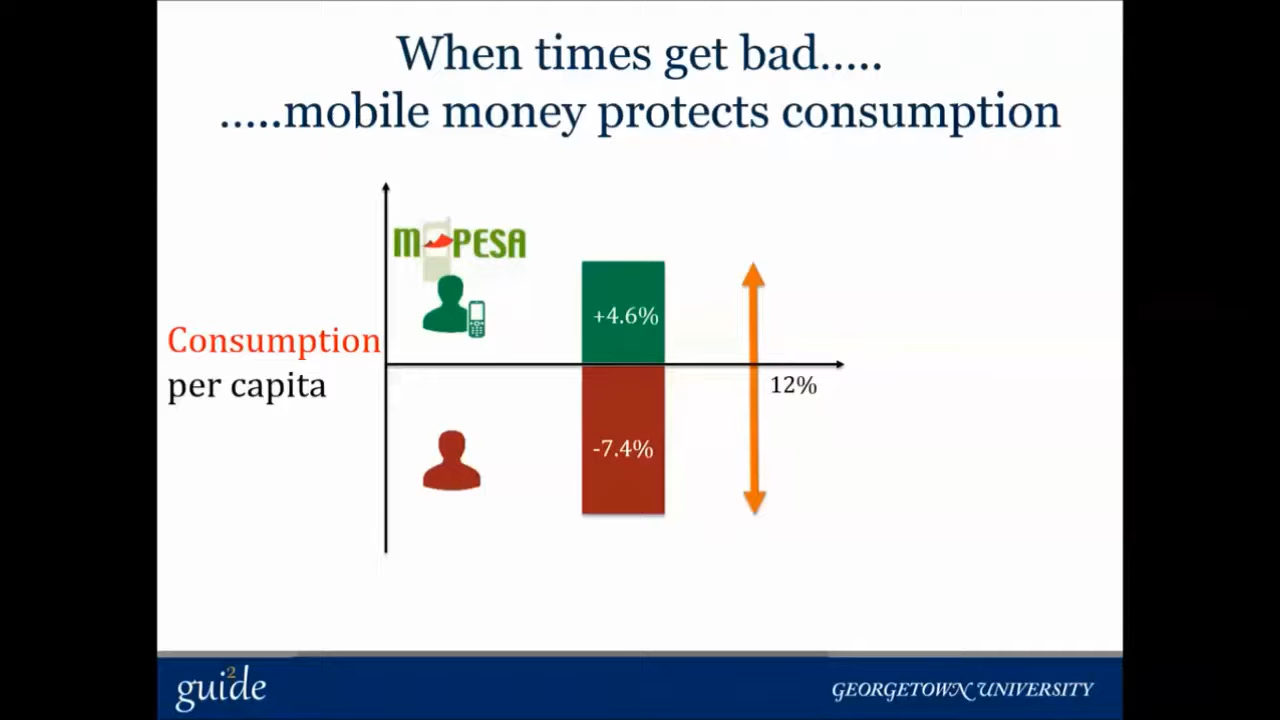 When times get bad.....
.....mobile money protects consumption
M PESA
+4.6%
Consumption
per capita
12%
-7.4%
gui2de
GEORGETOWN UNIVERSITY